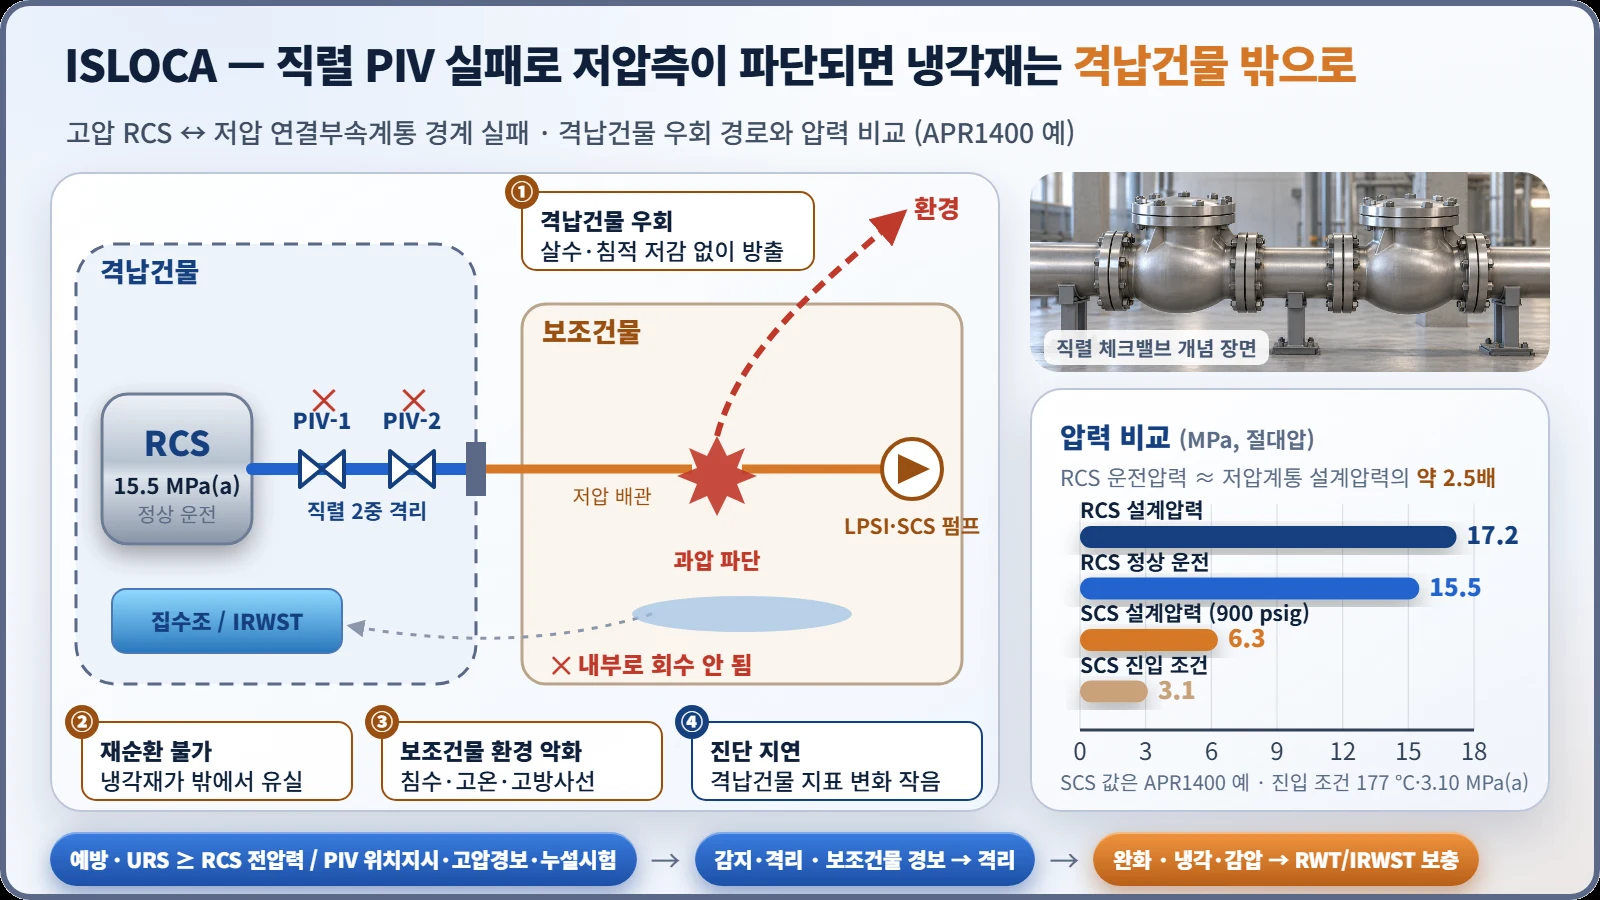 ISLOCA — 직렬 PIV 실패로 저압측이 파단되면 냉각재는 격납건물 밖으로
고압 RCS ↔ 저압 연결부속계통 경계 실패 · 격납건물 우회 경로와 압력 비교 (APR1400 예)
①
격납건물 우회
살수·침적 저감 없이 방출
환경
격납건물
보조건물
RCS
15.5 MPa(a)
정상 운전
PIV-1
PIV-2
직렬 2중 격리
저압 배관
과압 파단
LPSI·SCS 펌프
집수조 / IRWST
✕ 내부로 회수 안 됨
②
재순환 불가
냉각재가 밖에서 유실
③
보조건물 환경 악화
침수·고온·고방사선
④
진단 지연
격납건물 지표 변화 작음
직렬 체크밸브 개념 장면
압력 비교 (MPa, 절대압)
RCS 운전압력 ≈ 저압계통 설계압력의 약 2.5배
RCS 설계압력
17.2
RCS 정상 운전
15.5
SCS 설계압력 (900 psig)
6.3
SCS 진입 조건
3.1
0 3 6 9 12 15 18
SCS 값은 APR1400 예 · 진입 조건 177 °C·3.10 MPa(a)
예방 · URS ≥ RCS 전압력 / PIV 위치지시·고압경보·누설시험 → 감지·격리 · 보조건물 경보 → 격리 → 완화 · 냉각·감압 → RWT/IRWST 보충